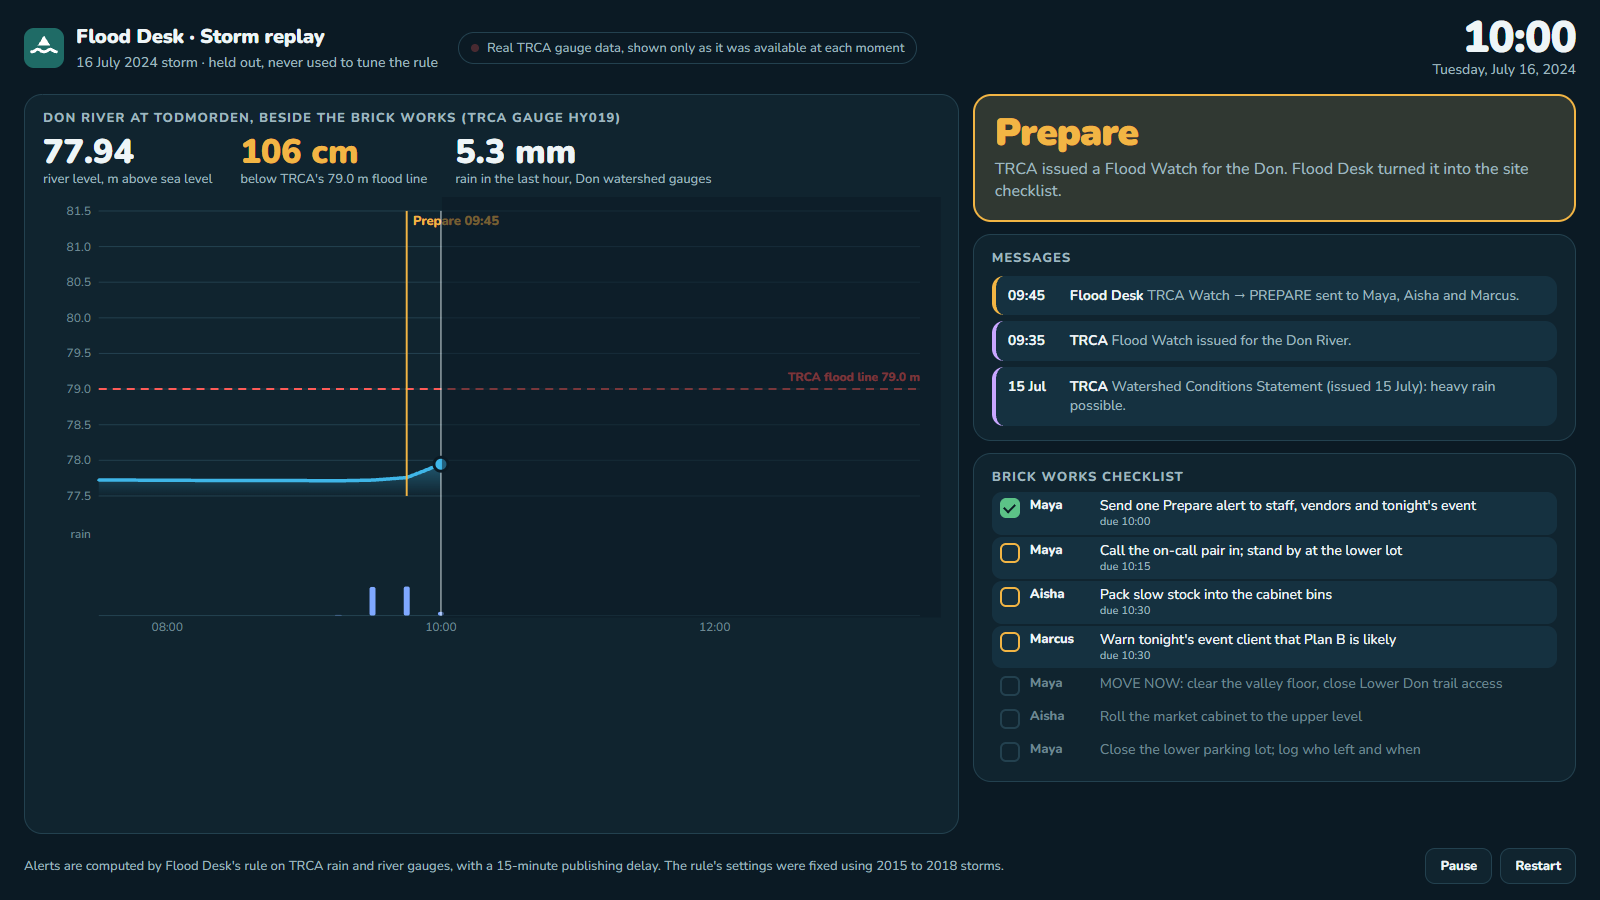 Flood Desk · Storm replay
16 July 2024 storm · held out, never used to tune the rule
Real TRCA gauge data, shown only as it was available at each moment
10:00
Tuesday, July 16, 2024
DON RIVER AT TODMORDEN, BESIDE THE BRICK WORKS (TRCA GAUGE HY019)
77.94
river level, m above sea level
106 cm
below TRCA's 79.0 m flood line
5.3 mm
rain in the last hour, Don watershed gauges
81.5
Prepare 09:45
81.0
80.5
80.0
79.5
TRCA flood line 79.0 m
79.0
78.5
78.0
77.5
rain
08:00
10:00
12:00
Prepare
TRCA issued a Flood Watch for the Don. Flood Desk turned it into the site
checklist.
MESSAGES
09:45 Flood Desk TRCA Watch → PREPARE sent to Maya, Aisha and Marcus.
09:35 TRCA Flood Watch issued for the Don River.
15 Jul TRCA Watershed Conditions Statement (issued 15 July): heavy rain
possible.
BRICK WORKS CHECKLIST
Maya Send one Prepare alert to staff, vendors and tonight's event
due 10:00
Maya Call the on-call pair in; stand by at the lower lot
due 10:15
Aisha Pack slow stock into the cabinet bins
due 10:30
Marcus Warn tonight's event client that Plan B is likely
due 10:30
Maya MOVE NOW: clear the valley floor, close Lower Don trail access
Aisha Roll the market cabinet to the upper level
Maya Close the lower parking lot; log who left and when
Alerts are computed by Flood Desk's rule on TRCA rain and river gauges, with a 15-minute publishing delay. The rule's settings were fixed using 2015 to 2018 storms.
Pause
Restart